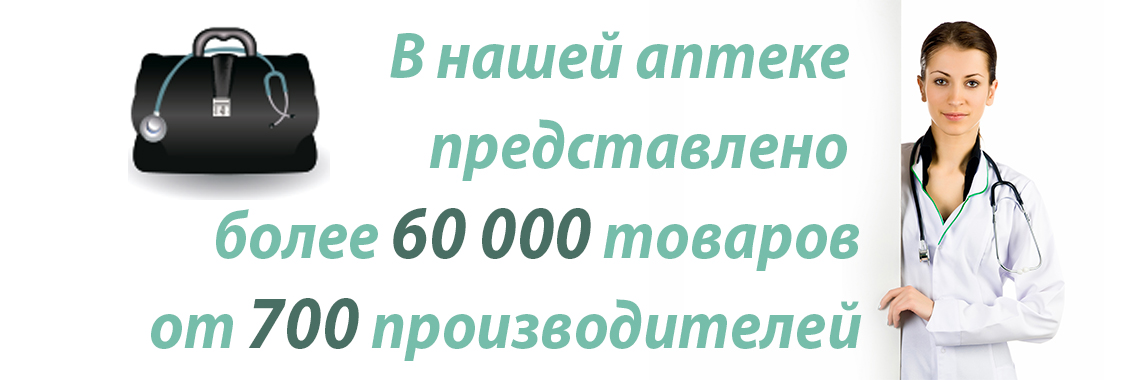 В нашей аптеке
представлено
более 60 000 товаров
от 700 производителей